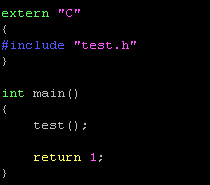 extern "C"
{
#include "test.h"
}
int main()
{
    test();
    return 1;
}